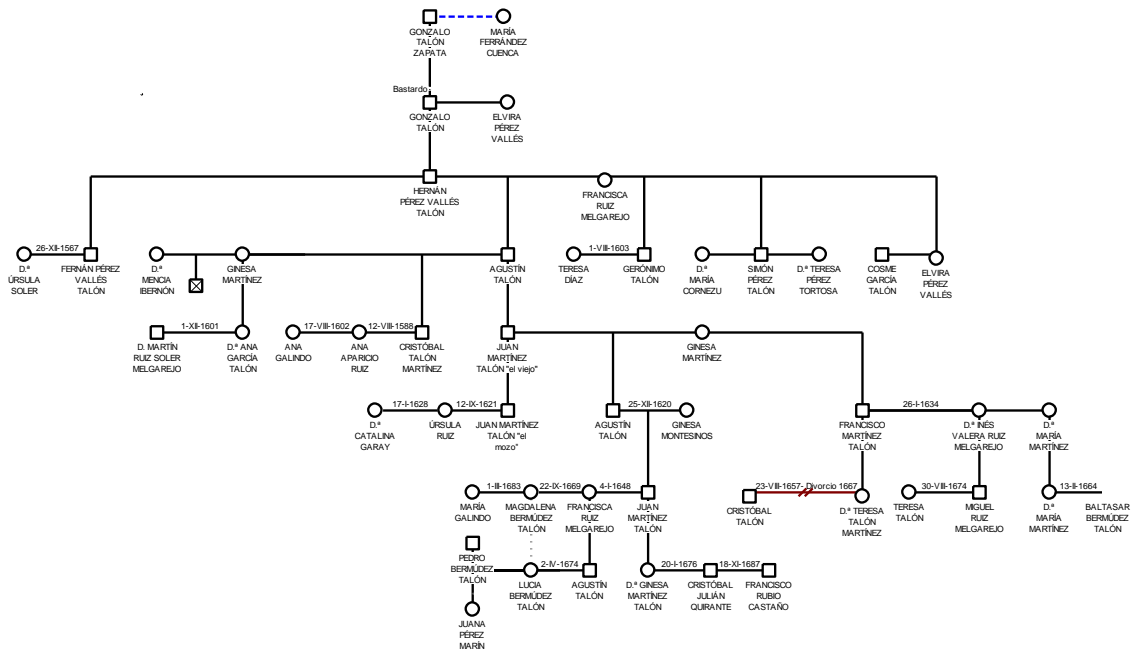 GONZALO
TALÓN
ZAPATA
MARÍA
FERRÁNDEZ
CUENCA
Bastardo
GONZALO
TALÓN
ELVIRA
PÉREZ
VALLÉS
HERNÁN
PÉREZ VALLÉS
TALÓN
FRANCISCA
RUIZ
MELGAREJO
26-XII-1567
1-VIII-1603
D.ª
ÚRSULA
SOLER
FERNÁN PÉREZ
VALLÉS
TALÓN
D.ª
MENCIA
IBERNÓN
GINESA
MARTÍNEZ
AGUSTÍN
TALÓN
TERESA
DÍAZ
GERÓNIMO
TALÓN
D.ª
MARÍA
CORNEZU
SIMÓN
PÉREZ
TALÓN
D.ª TERESA
PÉREZ
TORTOSA
COSME
GARCÍA
TALÓN
ELVIRA
PÉREZ
VALLÉS
1-XII-1601
17-VIII-1602
12-VIII-1588
D. MARTÍN
RUIZ SOLER
MELGAREJO
D.ª ANA
GARCÍA
TALÓN
ANA
GALINDO
ANA
APARICIO
RUIZ
CRISTÓBAL
TALÓN
MARTÍNEZ
JUAN
MARTÍNEZ
TALÓN "el viejo"
GINESA
MARTÍNEZ
17-I-1628
12-IX-1621
25-XII-1620
26-I-1634
D.ª
CATALINA
GARAY
ÚRSULA
RUIZ
JUAN MARTÍNEZ
TALÓN "el
mozo"
AGUSTÍN
TALÓN
GINESA
MONTESINOS
FRANCISCO
MARTÍNEZ
TALÓN
D.ª INÉS
VALERA RUIZ
MELGAREJO
D.ª
MARÍA
MARTÍNEZ
1-III-1683
22-IX-1669
4-I-1648
23-VIII-1657- Divorcio 1667
30-VIII-1674
13-II-1664
MARÍA
GALINDO
MAGDALENA
BERMÚDEZ
TALÓN
FRANCISCA
RUIZ
MELGAREJO
JUAN
MARTÍNEZ
TALÓN
CRISTÓBAL
TALÓN
D.ª TERESA
TALÓN
MARTÍNEZ
TERESA
TALÓN
MIGUEL
RUIZ
MELGAREJO
D.ª
MARÍA
MARTÍNEZ
BALTASAR
BERMÚDEZ
TALÓN
PEDRO
BERMÚDEZ
TALÓN
2-IV-1674
20-I-1676
18-XI-1687
LUCIA
BERMÚDEZ
TALÓN
AGUSTÍN
TALÓN
D.ª GINESA
MARTÍNEZ
TALÓN
CRISTÓBAL
JULIÁN
QUIRANTE
FRANCISCO
RUBIO
CASTAÑO
JUANA
PÉREZ
MARÍN